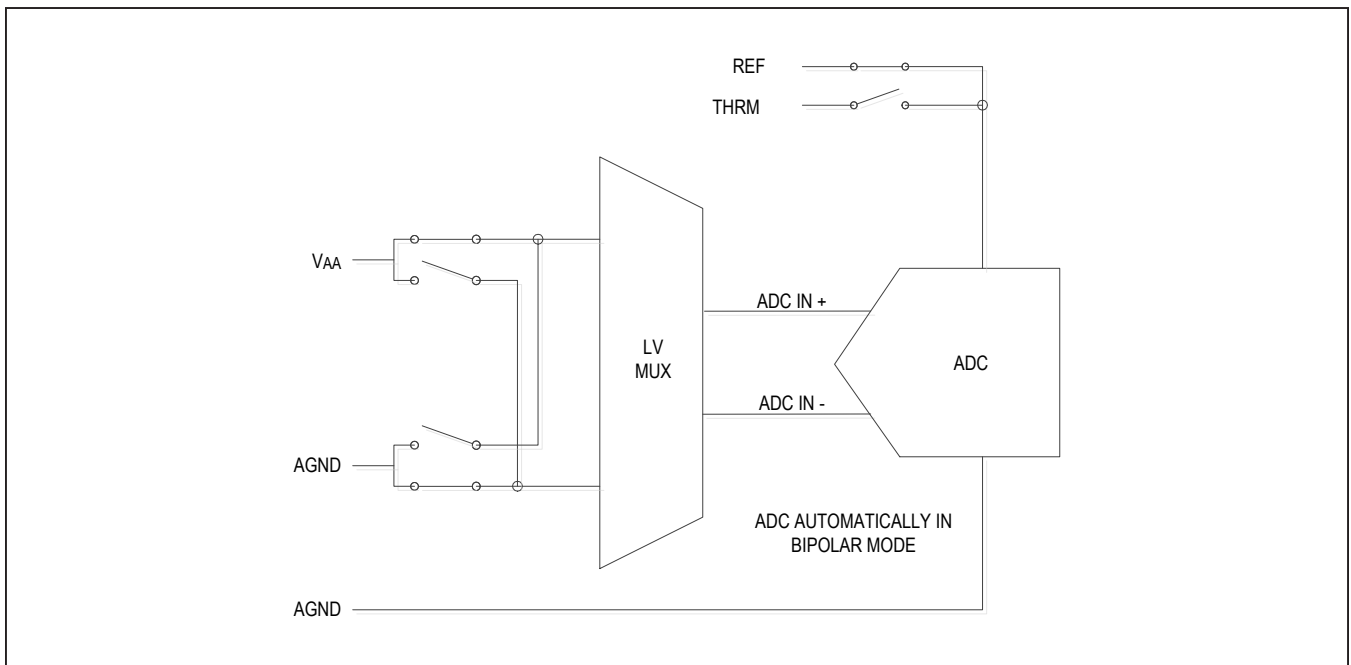 REF
THRM
VAA
ADC IN +
LV
MUX
ADC
ADC IN -
AGND
ADC AUTOMATICALLY IN
BIPOLAR MODE
AGND